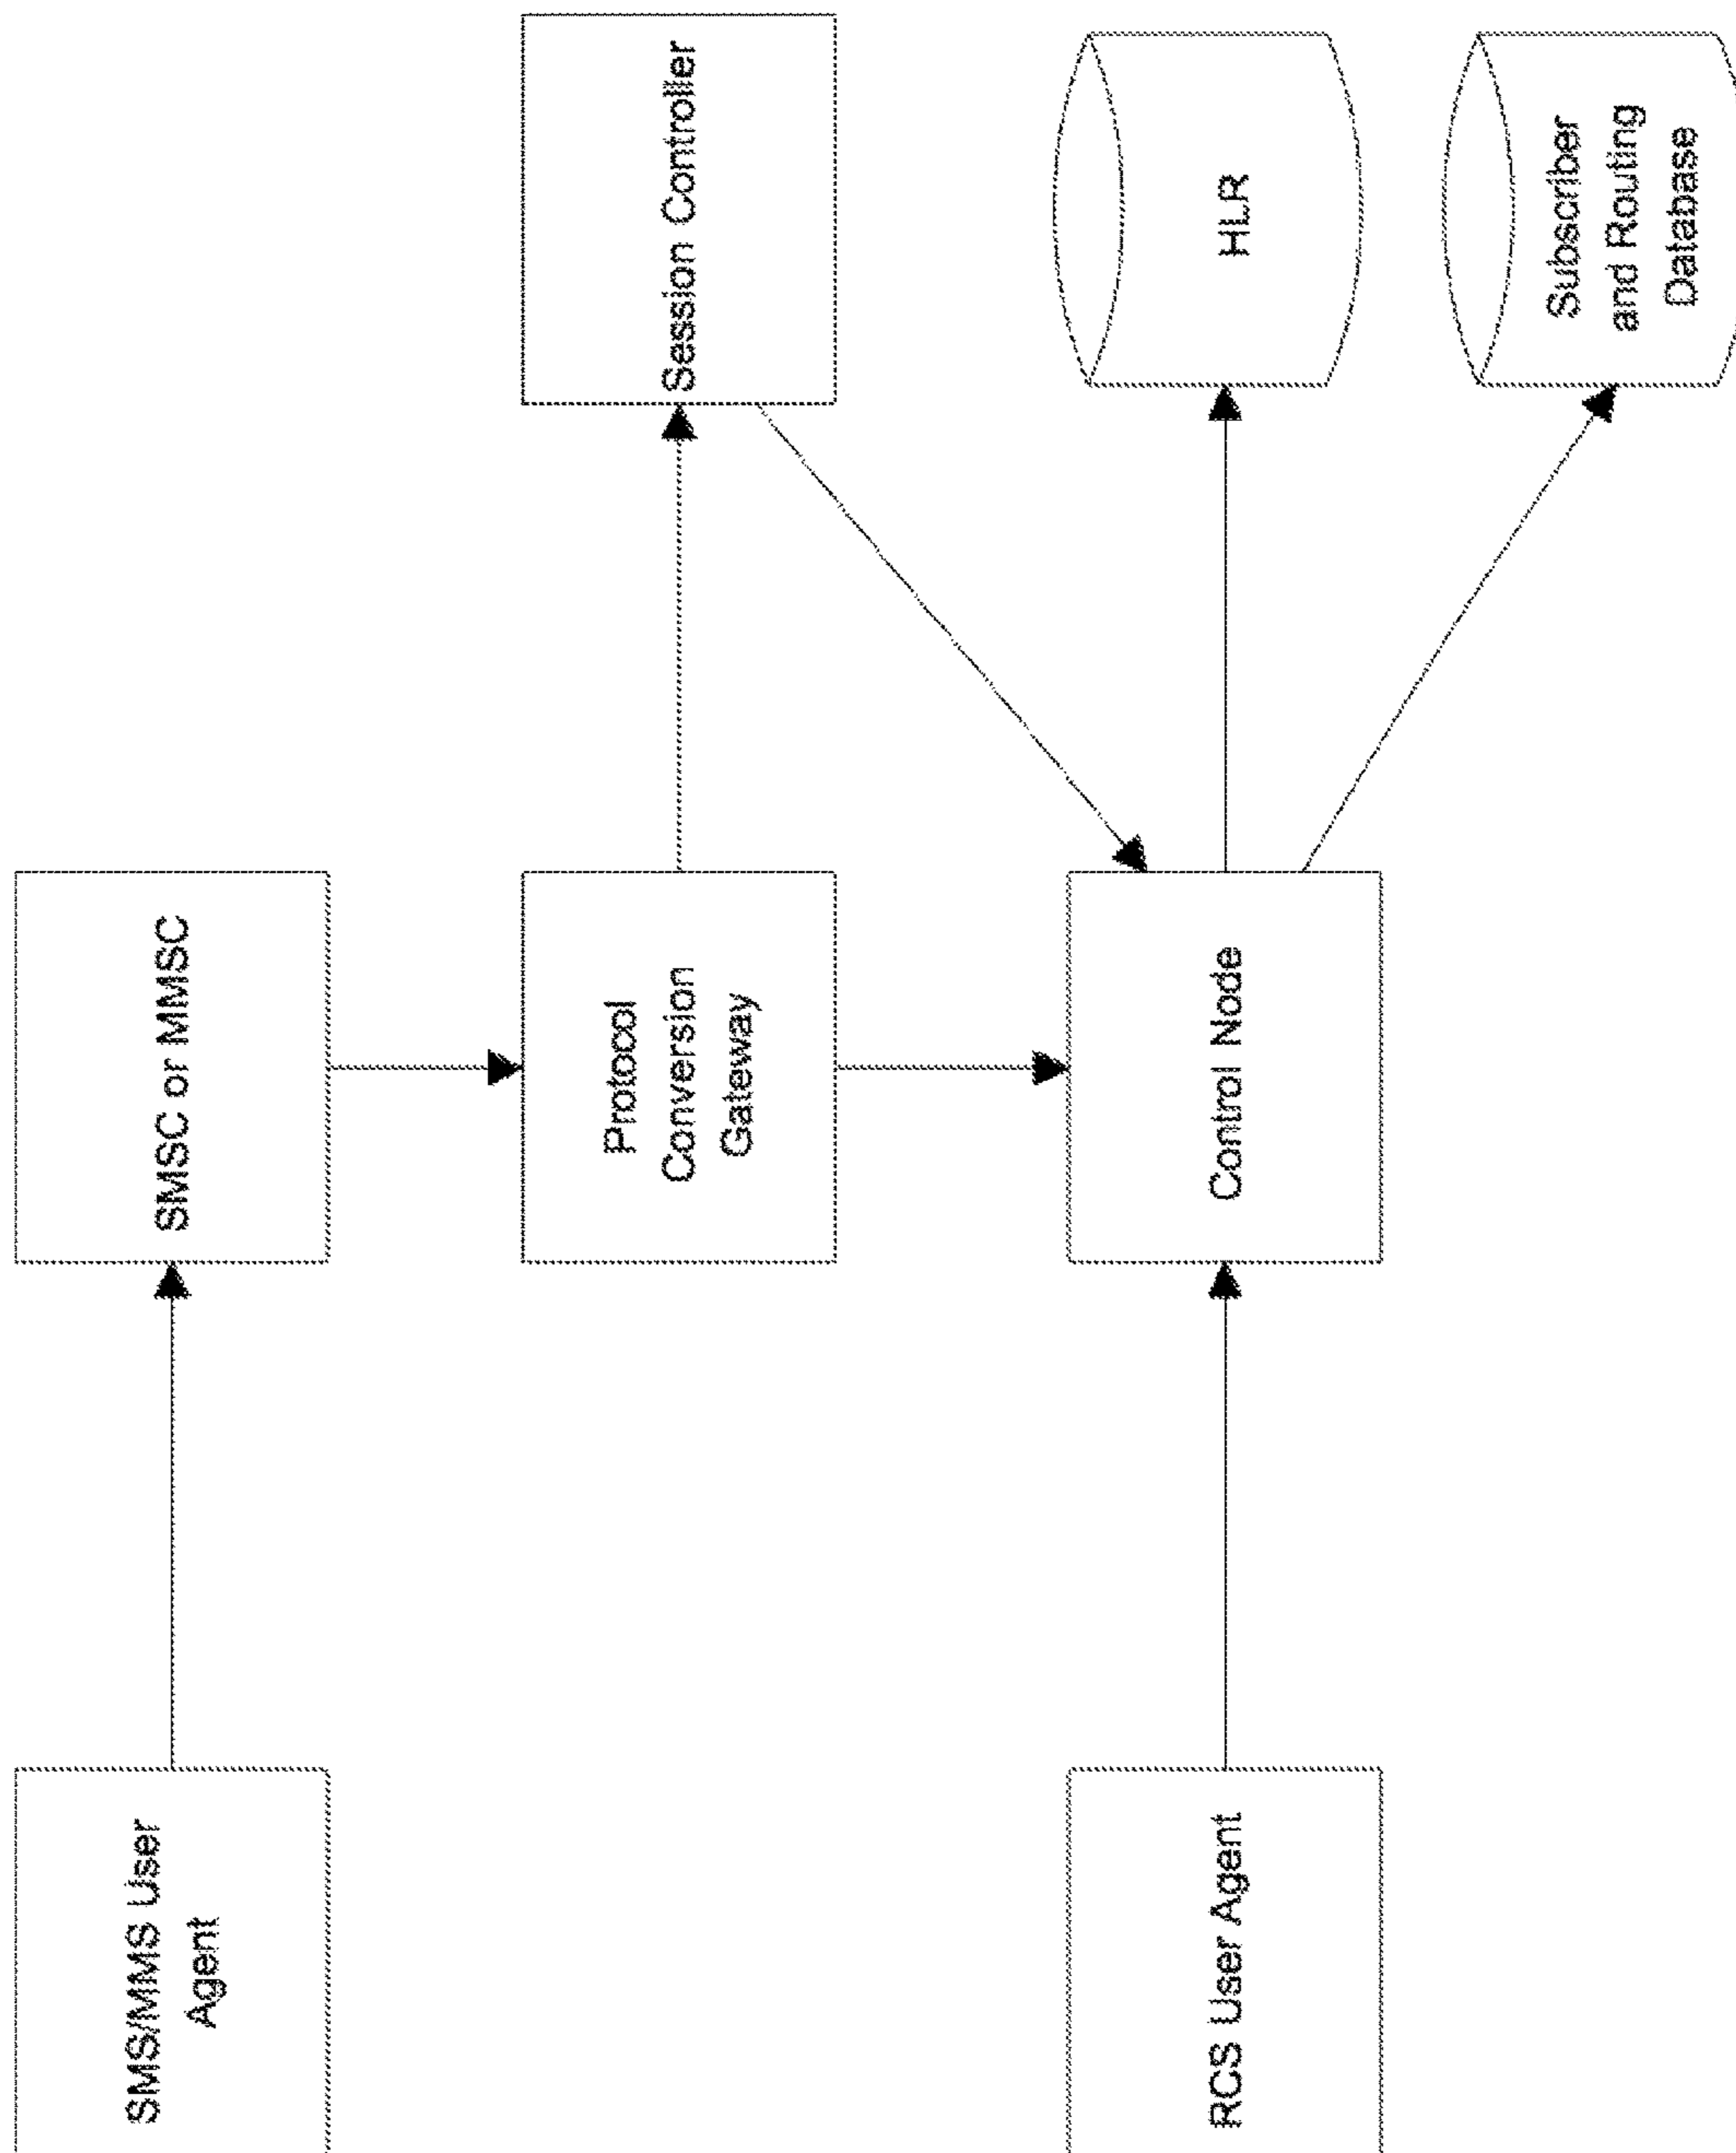 SMS/MMS User
Agent
SMSC or MMSC
Protocol
Conversion
Gateway
Session Controller
RCS User Agent
Control Node
HLR
Subscriber
and Routing
Database